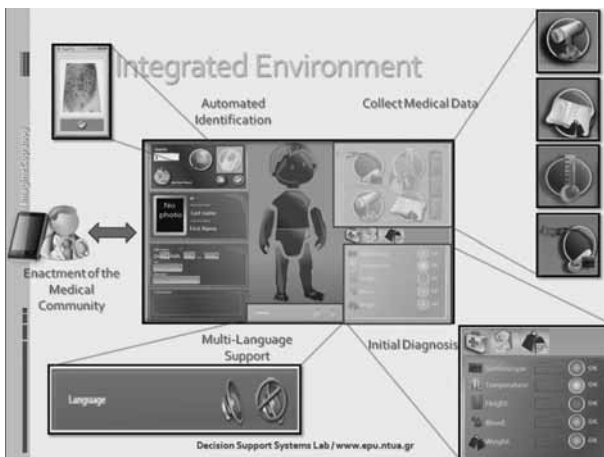 Integrated Environment
Automated
Identification
Collect Medical Data
No
photo
Last name
First Name
Enactment of the
Medical
Community
Multi-Language
Support
Initial Diagnosis
Language
Temperature
OK
Height
OK
Blood
OK
Weight
OK
Decision Support Systems Lab / www.epu.ntua.gr